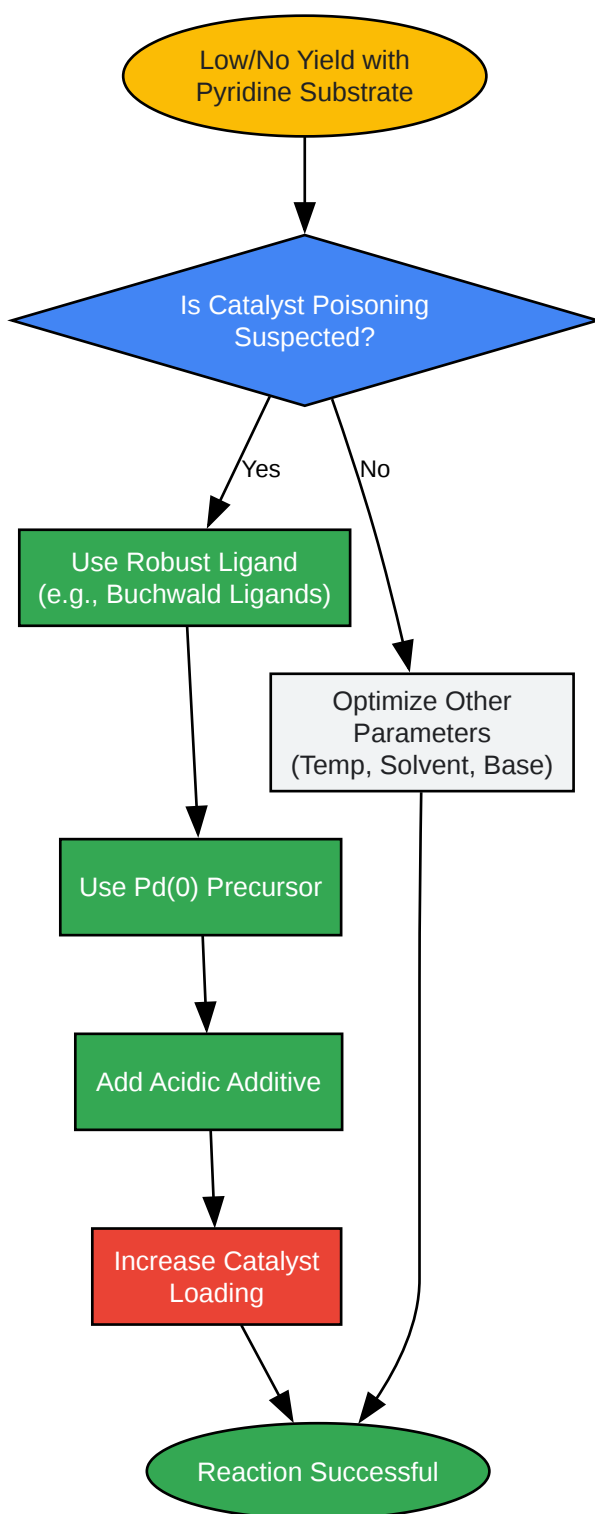 Low/No Yield with
Pyridine Substrate
Is Catalyst Poisoning
Suspected?
Yes
No
Use Robust Ligand
(e.g., Buchwald Ligands)
Optimize Other
Parameters
(Temp, Solvent, Base)
Use Pd(0) Precursor
Add Acidic Additive
Increase Catalyst
Loading
Reaction Successful